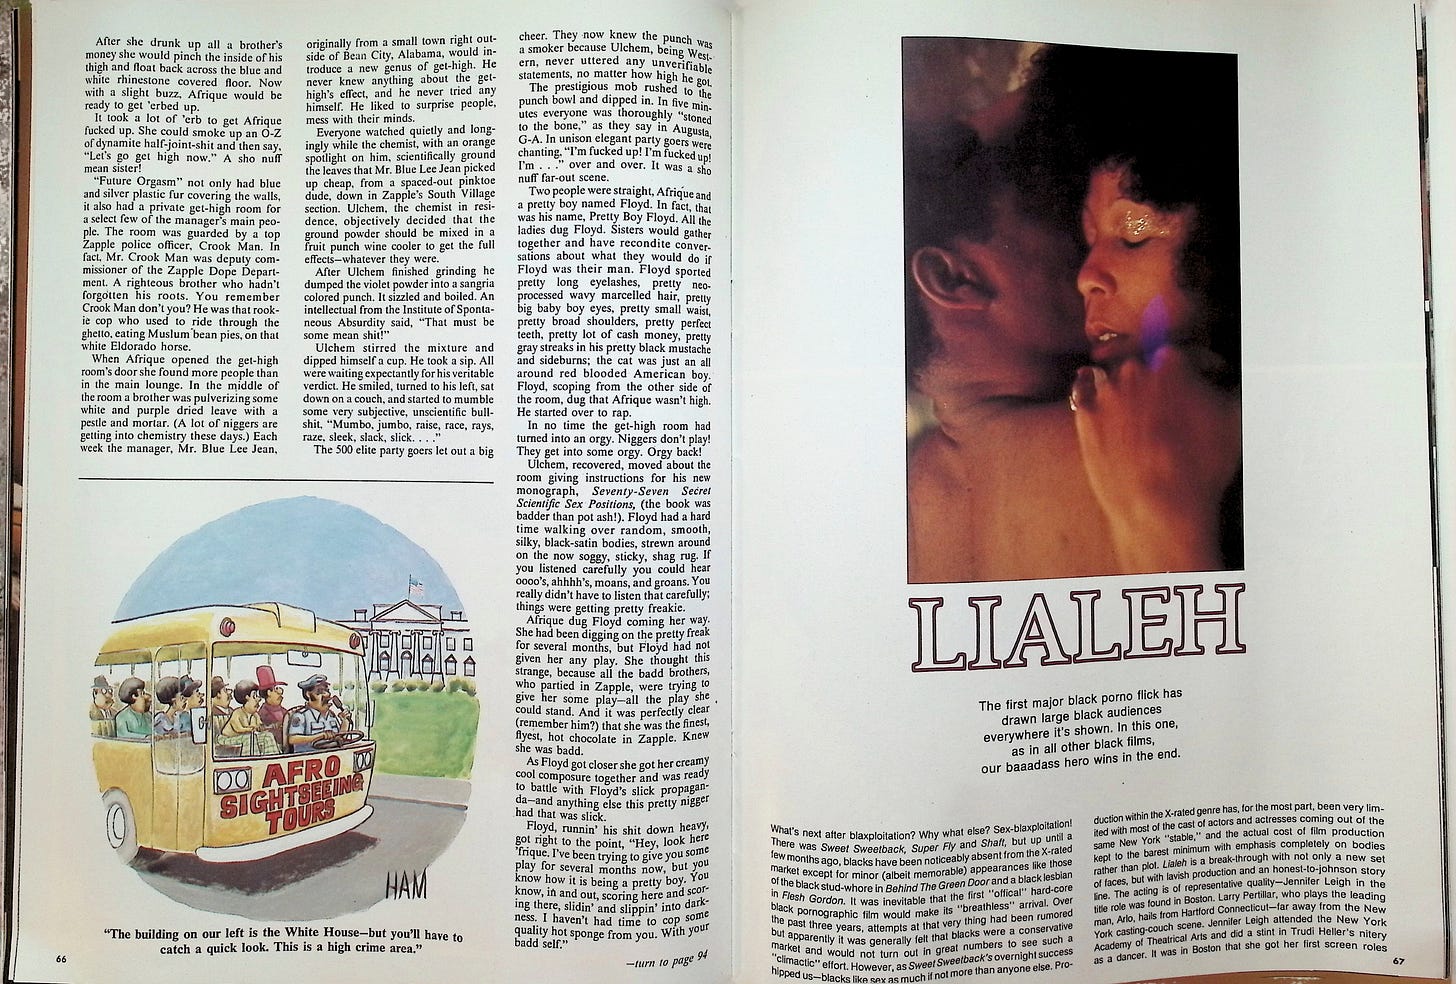 After she drunk up all a brother's
money she would pinch the inside of his
thigh and float back across the blue and
white rhinestone covered floor. Now
with a slight buzz, Afrique would be
ready to get 'erbed up.
It took a lot of 'erb to get Afrique
fucked up. She could smoke up an O-Z
of dynamite half-joint-shit and then say,
"Let's go get high now." A sho nuff
mean sister!
"Future Orgasm" not only had blue
and silver plastic fur covering the walls,
it also had a private get-high room for
a select few of the manager's main peo-
ple. The room was guarded by a top
Zapple police officer, Crook Man. In
fact, Mr. Crook Man was deputy com-
missioner of the Zapple Dope Depart-
ment. A righteous brother who hadn't
forgotten his roots. You remember
Crook Man don't you? He was that rook-
ie cop who used to ride through the
ghetto, eating Muslum bean pies, on that
white Eldorado horse.
When Afrique opened the get-high
room's door she found more people than
in the main lounge. In the middle of
the room a brother was pulverizing some
white and purple dried leave with a
pestle and mortar. (A lot of niggers are
getting into chemistry these days.) Each
week the manager, Mr. Blue Lee Jean,
originally from a small town right out-
side of Bean City, Alabama, would in-
troduce a new genus of get-high. He
never knew anything about the get-
high's effect, and he never tried any
himself. He liked to surprise people,
mess with their minds.
Everyone watched quietly and long-
ingly while the chemist, with an orange
spotlight on him, scientifically ground
the leaves that Mr. Blue Lee Jean picked
up cheap, from a spaced-out pinktoe
dude, down in Zapple's South Village
section. Ulchem, the chemist in resi-
dence, objectively decided that the
ground powder should be mixed in a
fruit punch wine cooler to get the full
effects—whatever they were.
After Ulchem finished grinding he
dumped the violet powder into a sangria
colored punch. It sizzled and boiled. An
intellectual from the Institute of Sponta-
neous Absurdity said, "That must be
some mean shit!"
Ulchem stirred the mixture and
dipped himself a cup. He took a sip. All
were waiting expectantly for his veritable
verdict. He smiled, turned to his left, sat
down on a couch, and started to mumble
some very subjective, unscientific bull-
shit, "Mumbo, jumbo, raise, race, rays,
raze, sleek, slack, slick. . . ."
The 500 elite party goers let out a big
cheer. They now knew the punch was
a smoker because Ulchem, being West-
ern, never uttered any unverifiable
statements, no matter how high he got.
The prestigious mob rushed to the
punch bowl and dipped in. In five min-
utes everyone was thoroughly "stoned
to the bone," as they say in Augusta,
G-A. In unison elegant party goers were
chanting, "I'm fucked up! I'm fucked up!
I'm . . ." over and over. It was a sho
nuff far-out scene.
Two people were straight, Afrique and
a pretty boy named Floyd. In fact, that
was his name, Pretty Boy Floyd. All the
ladies dug Floyd. Sisters would gather
together and have recondite conver-
sations about what they would do if
Floyd was their man. Floyd sported
pretty long eyelashes, pretty neo-
processed wavy marcelled hair, pretty
big baby boy eyes, pretty small waist,
pretty broad shoulders, pretty perfect
teeth, pretty lot of cash money, pretty
gray streaks in his pretty black mustache
and sideburns; the cat was just an all
around red blooded American boy.
Floyd, scoping from the other side of
the room, dug that Afrique wasn't high.
He started over to rap.
In no time the get-high room had
turned into an orgy. Niggers don't play!
They get into some orgy. Orgy back!
Ulchem, recovered, moved about the
room giving instructions for his new
monograph, Seventy-Seven Secret
Scientific Sex Positions, (the book was
badder than pot ash!). Floyd had a hard
time walking over random, smooth,
silky, black-satin bodies, strewn around
on the now soggy, sticky, shag rug. If
you listened carefully you could hear
oooo's, ahhhh's, moans, and groans. You
really didn't have to listen that carefully;
things were getting pretty freakie.
Afrique dug Floyd coming her way.
She had been digging on the pretty freak
for several months, but Floyd had not
given her any play. She thought this
strange, because all the badd brothers,
who partied in Zapple, were trying to
give her some play—all the play she
could stand. And it was perfectly clear
(remember him?) that she was the finest,
flyest, hot chocolate in Zapple. Knew
she was badd.
As Floyd got closer she got her creamy
cool composure together and was ready
to battle with Floyd's slick propagan-
da—and anything else this pretty nigger
had that was slick.
Floyd, runnin' his shit down heavy,
got right to the point, "Hey, look here
'frique. I've been trying to give you some
play for several months now, but you
know how it is being a pretty boy. You
know, in and out, scoring here and scor-
ing there, slidin' and slippin' into dark-
ness. I haven't had time to cop some
quality hot sponge from you. With your
badd self."
—turn to page 94
AFRO
SIGHTSEEING
TOURS
HAM
"The building on our left is the White House—but you'll have to
catch a quick look. This is a high crime area."
66
LIALEH
The first major black porno flick has
drawn large black audiences
everywhere it's shown. In this one,
as in all other black films,
our baaadass hero wins in the end.
What's next after blaxploitation? Why what else? Sex-blaxploitation!
There was Sweet Sweetback, Super Fly and Shaft, but up until a
few months ago, blacks have been noticeably absent from the X-rated
market except for minor (albeit memorable) appearances like those
of the black stud-whore in Behind The Green Door and a black lesbian
in Flesh Gordon. It was inevitable that the first "offical" hard-core
black pornographic film would make its "breathless" arrival. Over
the past three years, attempts at that very thing had been rumored
but apparently it was generally felt that blacks were a conservative
market and would not turn out in great numbers to see such a
"climactic" effort. However, as Sweet Sweetback's overnight success
hipped us—blacks like sex as much if not more than anyone else. Pro-
duction within the X-rated genre has, for the most part, been very lim-
ited with most of the cast of actors and actresses coming out of the
same New York "stable," and the actual cost of film production
kept to the barest minimum with emphasis completely on bodies
rather than plot. Lialeh is a break-through with not only a new set
of faces, but with lavish production and an honest-to-johnson story
line. The acting is of representative quality—Jennifer Leigh in the
title role was found in Boston. Larry Pertillar, who plays the leading
man, Arlo, hails from Hartford Connecticut—far away from the New
York casting-couch scene. Jennifer Leigh attended the New York
Academy of Theatrical Arts and did a stint in Trudi Heller's nitery
as a dancer. It was in Boston that she got her first screen roles
67